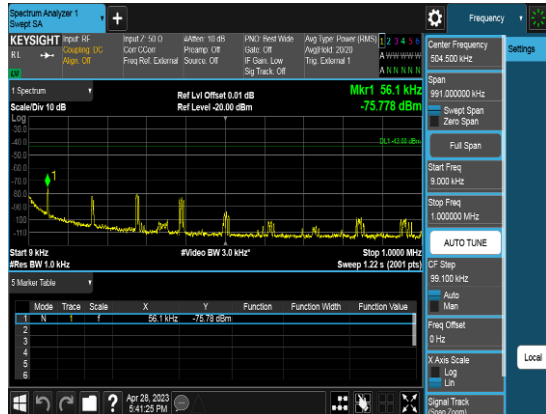 Spectrum Analyzer 1
Swept SA
+
Frequency
KEYSIGHT
RL
Input: RF
Coupling: DC
Align: Off
Input Z: 50 Ω
Corr CCorr
Freq Ref: External
#Atten: 10 dB
Preamp: Off
Source: Off
PNO: Best Wide
Gate: Off
IF Gain: Low
Sig Track: Off
Avg Type: Power (RMS)
Avg|Hold: 20/20
Trig: External 1
1 2 3 4 5 6
A W W W W W
A N N N N N
1 Spectrum
Scale/Div 10 dB
Log
Ref Lvl Offset 0.01 dB
Ref Level -20.00 dBm
Mkr1 56.1 kHz
-75.778 dBm
-30.0
-40.0
-50.0
-60.0
-70.0
-80.0
-90.0
-100
-110
DL1 -43.00 dBm
1
Start 9 kHz
#Res BW 1.0 kHz
#Video BW 3.0 kHz*
Stop 1.0000 MHz
Sweep 1.22 s (2001 pts)
5 Marker Table
Mode Trace Scale X Y Function Function Width Function Value
1 N 1 f 56.1 kHz -75.78 dBm
2
3
4
5
6
Apr 28, 2023
5:41:25 PM
Center Frequency
504.500 kHz
Span
991.000000 kHz
Swept Span
Zero Span
Full Span
Start Freq
9.000 kHz
Stop Freq
1.000000 MHz
AUTO TUNE
CF Step
99.100 kHz
Auto
Man
Freq Offset
0 Hz
X Axis Scale
Log
Lin
Signal Track
(Span Zoom)
Settings
Local